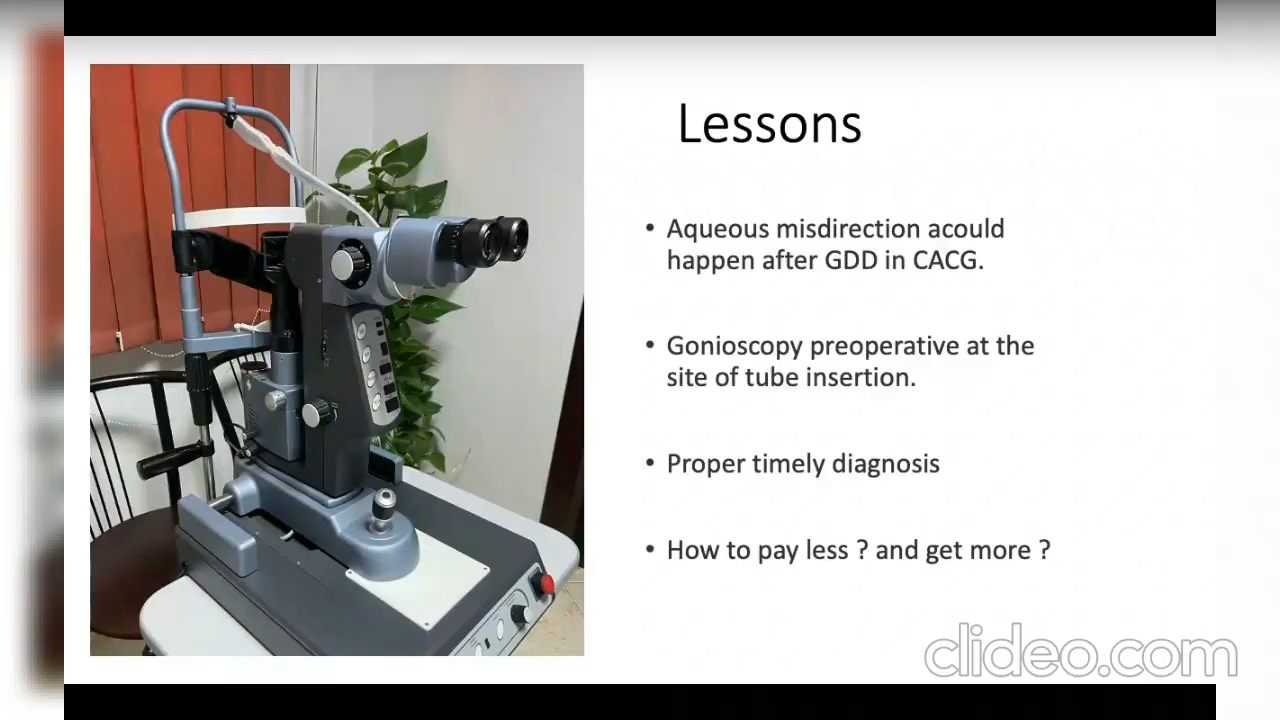 Lessons
• Aqueous misdirection acould
happen after GDD in CACG.
• Gonioscopy preoperative at the
site of tube insertion.
• Proper timely diagnosis
• How to pay less ? and get more ?
clideo.com